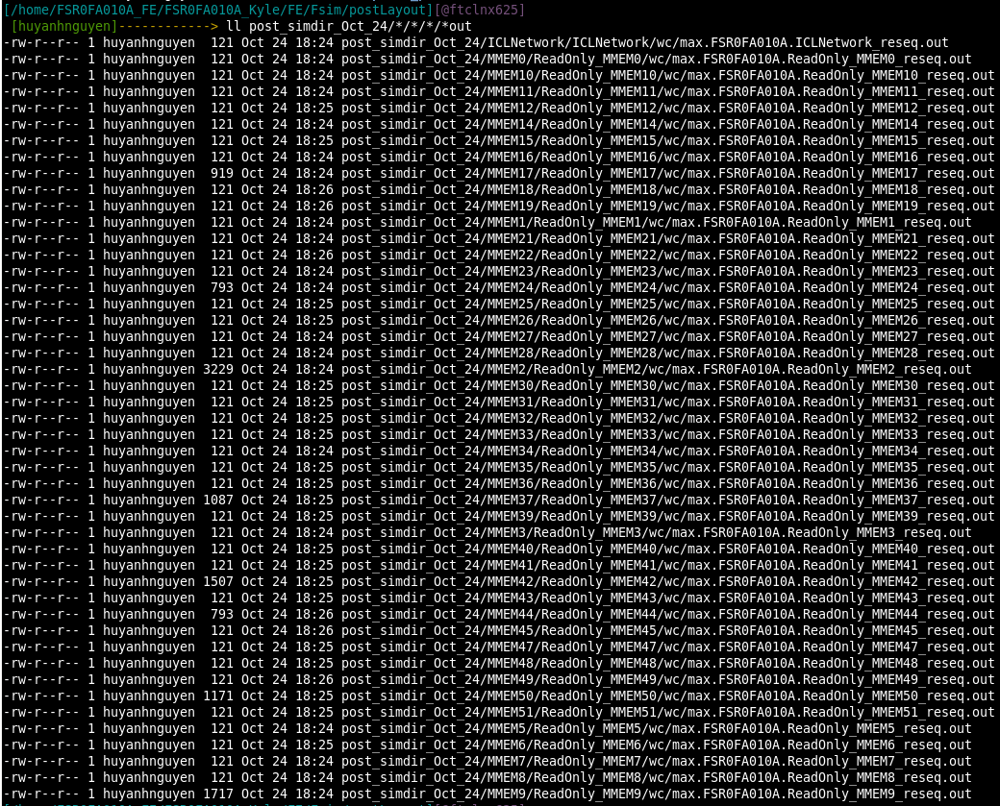 [/home/FSR0FA010A_FE/FSR0FA010A_Kyle/FE/Fsim/postLayout][@ftclnx625]
[huyanhnguyen]------------> ll post_simdir_Oct_24/*/*/*/*out
-rw-r--r-- 1 huyanhnguyen  121 Oct 24 18:24 post_simdir_Oct_24/ICLNetwork/ICLNetwork/wc/max.FSR0FA010A.ICLNetwork_reseq.out
-rw-r--r-- 1 huyanhnguyen  121 Oct 24 18:24 post_simdir_Oct_24/MMEM0/ReadOnly_MMEM0/wc/max.FSR0FA010A.ReadOnly_MMEM0_reseq.out
-rw-r--r-- 1 huyanhnguyen  121 Oct 24 18:24 post_simdir_Oct_24/MMEM10/ReadOnly_MMEM10/wc/max.FSR0FA010A.ReadOnly_MMEM10_reseq.out
-rw-r--r-- 1 huyanhnguyen  121 Oct 24 18:24 post_simdir_Oct_24/MMEM11/ReadOnly_MMEM11/wc/max.FSR0FA010A.ReadOnly_MMEM11_reseq.out
-rw-r--r-- 1 huyanhnguyen  121 Oct 24 18:25 post_simdir_Oct_24/MMEM12/ReadOnly_MMEM12/wc/max.FSR0FA010A.ReadOnly_MMEM12_reseq.out
-rw-r--r-- 1 huyanhnguyen  121 Oct 24 18:24 post_simdir_Oct_24/MMEM14/ReadOnly_MMEM14/wc/max.FSR0FA010A.ReadOnly_MMEM14_reseq.out
-rw-r--r-- 1 huyanhnguyen  121 Oct 24 18:25 post_simdir_Oct_24/MMEM15/ReadOnly_MMEM15/wc/max.FSR0FA010A.ReadOnly_MMEM15_reseq.out
-rw-r--r-- 1 huyanhnguyen  121 Oct 24 18:24 post_simdir_Oct_24/MMEM16/ReadOnly_MMEM16/wc/max.FSR0FA010A.ReadOnly_MMEM16_reseq.out
-rw-r--r-- 1 huyanhnguyen  919 Oct 24 18:24 post_simdir_Oct_24/MMEM17/ReadOnly_MMEM17/wc/max.FSR0FA010A.ReadOnly_MMEM17_reseq.out
-rw-r--r-- 1 huyanhnguyen  121 Oct 24 18:26 post_simdir_Oct_24/MMEM18/ReadOnly_MMEM18/wc/max.FSR0FA010A.ReadOnly_MMEM18_reseq.out
-rw-r--r-- 1 huyanhnguyen  121 Oct 24 18:26 post_simdir_Oct_24/MMEM19/ReadOnly_MMEM19/wc/max.FSR0FA010A.ReadOnly_MMEM19_reseq.out
-rw-r--r-- 1 huyanhnguyen  121 Oct 24 18:24 post_simdir_Oct_24/MMEM1/ReadOnly_MMEM1/wc/max.FSR0FA010A.ReadOnly_MMEM1_reseq.out
-rw-r--r-- 1 huyanhnguyen  121 Oct 24 18:24 post_simdir_Oct_24/MMEM21/ReadOnly_MMEM21/wc/max.FSR0FA010A.ReadOnly_MMEM21_reseq.out
-rw-r--r-- 1 huyanhnguyen  121 Oct 24 18:26 post_simdir_Oct_24/MMEM22/ReadOnly_MMEM22/wc/max.FSR0FA010A.ReadOnly_MMEM22_reseq.out
-rw-r--r-- 1 huyanhnguyen  121 Oct 24 18:24 post_simdir_Oct_24/MMEM23/ReadOnly_MMEM23/wc/max.FSR0FA010A.ReadOnly_MMEM23_reseq.out
-rw-r--r-- 1 huyanhnguyen  793 Oct 24 18:24 post_simdir_Oct_24/MMEM24/ReadOnly_MMEM24/wc/max.FSR0FA010A.ReadOnly_MMEM24_reseq.out
-rw-r--r-- 1 huyanhnguyen  121 Oct 24 18:25 post_simdir_Oct_24/MMEM25/ReadOnly_MMEM25/wc/max.FSR0FA010A.ReadOnly_MMEM25_reseq.out
-rw-r--r-- 1 huyanhnguyen  121 Oct 24 18:25 post_simdir_Oct_24/MMEM26/ReadOnly_MMEM26/wc/max.FSR0FA010A.ReadOnly_MMEM26_reseq.out
-rw-r--r-- 1 huyanhnguyen  121 Oct 24 18:24 post_simdir_Oct_24/MMEM27/ReadOnly_MMEM27/wc/max.FSR0FA010A.ReadOnly_MMEM27_reseq.out
-rw-r--r-- 1 huyanhnguyen  121 Oct 24 18:24 post_simdir_Oct_24/MMEM28/ReadOnly_MMEM28/wc/max.FSR0FA010A.ReadOnly_MMEM28_reseq.out
-rw-r--r-- 1 huyanhnguyen 3229 Oct 24 18:24 post_simdir_Oct_24/MMEM2/ReadOnly_MMEM2/wc/max.FSR0FA010A.ReadOnly_MMEM2_reseq.out
-rw-r--r-- 1 huyanhnguyen  121 Oct 24 18:25 post_simdir_Oct_24/MMEM30/ReadOnly_MMEM30/wc/max.FSR0FA010A.ReadOnly_MMEM30_reseq.out
-rw-r--r-- 1 huyanhnguyen  121 Oct 24 18:25 post_simdir_Oct_24/MMEM31/ReadOnly_MMEM31/wc/max.FSR0FA010A.ReadOnly_MMEM31_reseq.out
-rw-r--r-- 1 huyanhnguyen  121 Oct 24 18:25 post_simdir_Oct_24/MMEM32/ReadOnly_MMEM32/wc/max.FSR0FA010A.ReadOnly_MMEM32_reseq.out
-rw-r--r-- 1 huyanhnguyen  121 Oct 24 18:25 post_simdir_Oct_24/MMEM33/ReadOnly_MMEM33/wc/max.FSR0FA010A.ReadOnly_MMEM33_reseq.out
-rw-r--r-- 1 huyanhnguyen  121 Oct 24 18:24 post_simdir_Oct_24/MMEM34/ReadOnly_MMEM34/wc/max.FSR0FA010A.ReadOnly_MMEM34_reseq.out
-rw-r--r-- 1 huyanhnguyen  121 Oct 24 18:25 post_simdir_Oct_24/MMEM35/ReadOnly_MMEM35/wc/max.FSR0FA010A.ReadOnly_MMEM35_reseq.out
-rw-r--r-- 1 huyanhnguyen  121 Oct 24 18:25 post_simdir_Oct_24/MMEM36/ReadOnly_MMEM36/wc/max.FSR0FA010A.ReadOnly_MMEM36_reseq.out
-rw-r--r-- 1 huyanhnguyen 1087 Oct 24 18:25 post_simdir_Oct_24/MMEM37/ReadOnly_MMEM37/wc/max.FSR0FA010A.ReadOnly_MMEM37_reseq.out
-rw-r--r-- 1 huyanhnguyen  121 Oct 24 18:25 post_simdir_Oct_24/MMEM39/ReadOnly_MMEM39/wc/max.FSR0FA010A.ReadOnly_MMEM39_reseq.out
-rw-r--r-- 1 huyanhnguyen  121 Oct 24 18:24 post_simdir_Oct_24/MMEM3/ReadOnly_MMEM3/wc/max.FSR0FA010A.ReadOnly_MMEM3_reseq.out
-rw-r--r-- 1 huyanhnguyen  121 Oct 24 18:25 post_simdir_Oct_24/MMEM40/ReadOnly_MMEM40/wc/max.FSR0FA010A.ReadOnly_MMEM40_reseq.out
-rw-r--r-- 1 huyanhnguyen  121 Oct 24 18:25 post_simdir_Oct_24/MMEM41/ReadOnly_MMEM41/wc/max.FSR0FA010A.ReadOnly_MMEM41_reseq.out
-rw-r--r-- 1 huyanhnguyen 1507 Oct 24 18:25 post_simdir_Oct_24/MMEM42/ReadOnly_MMEM42/wc/max.FSR0FA010A.ReadOnly_MMEM42_reseq.out
-rw-r--r-- 1 huyanhnguyen  121 Oct 24 18:25 post_simdir_Oct_24/MMEM43/ReadOnly_MMEM43/wc/max.FSR0FA010A.ReadOnly_MMEM43_reseq.out
-rw-r--r-- 1 huyanhnguyen  793 Oct 24 18:26 post_simdir_Oct_24/MMEM44/ReadOnly_MMEM44/wc/max.FSR0FA010A.ReadOnly_MMEM44_reseq.out
-rw-r--r-- 1 huyanhnguyen  121 Oct 24 18:26 post_simdir_Oct_24/MMEM45/ReadOnly_MMEM45/wc/max.FSR0FA010A.ReadOnly_MMEM45_reseq.out
-rw-r--r-- 1 huyanhnguyen  121 Oct 24 18:25 post_simdir_Oct_24/MMEM47/ReadOnly_MMEM47/wc/max.FSR0FA010A.ReadOnly_MMEM47_reseq.out
-rw-r--r-- 1 huyanhnguyen  121 Oct 24 18:25 post_simdir_Oct_24/MMEM48/ReadOnly_MMEM48/wc/max.FSR0FA010A.ReadOnly_MMEM48_reseq.out
-rw-r--r-- 1 huyanhnguyen  121 Oct 24 18:26 post_simdir_Oct_24/MMEM49/ReadOnly_MMEM49/wc/max.FSR0FA010A.ReadOnly_MMEM49_reseq.out
-rw-r--r-- 1 huyanhnguyen 1171 Oct 24 18:25 post_simdir_Oct_24/MMEM50/ReadOnly_MMEM50/wc/max.FSR0FA010A.ReadOnly_MMEM50_reseq.out
-rw-r--r-- 1 huyanhnguyen  121 Oct 24 18:25 post_simdir_Oct_24/MMEM51/ReadOnly_MMEM51/wc/max.FSR0FA010A.ReadOnly_MMEM51_reseq.out
-rw-r--r-- 1 huyanhnguyen  121 Oct 24 18:24 post_simdir_Oct_24/MMEM5/ReadOnly_MMEM5/wc/max.FSR0FA010A.ReadOnly_MMEM5_reseq.out
-rw-r--r-- 1 huyanhnguyen  121 Oct 24 18:25 post_simdir_Oct_24/MMEM6/ReadOnly_MMEM6/wc/max.FSR0FA010A.ReadOnly_MMEM6_reseq.out
-rw-r--r-- 1 huyanhnguyen  121 Oct 24 18:24 post_simdir_Oct_24/MMEM7/ReadOnly_MMEM7/wc/max.FSR0FA010A.ReadOnly_MMEM7_reseq.out
-rw-r--r-- 1 huyanhnguyen  121 Oct 24 18:24 post_simdir_Oct_24/MMEM8/ReadOnly_MMEM8/wc/max.FSR0FA010A.ReadOnly_MMEM8_reseq.out
-rw-r--r-- 1 huyanhnguyen 1717 Oct 24 18:24 post_simdir_Oct_24/MMEM9/ReadOnly_MMEM9/wc/max.FSR0FA010A.ReadOnly_MMEM9_reseq.out